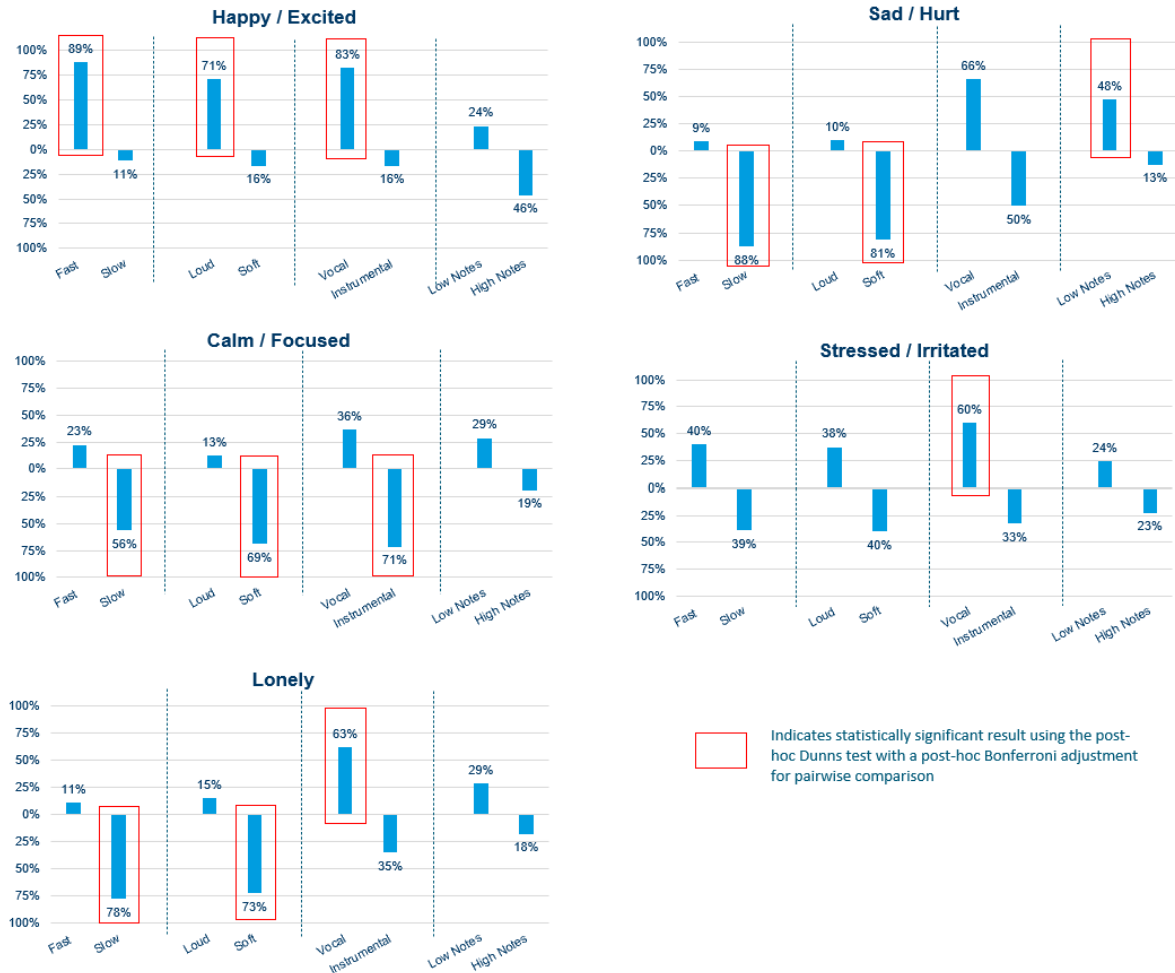 Happy / Excited
100%
75%
50%
25%
0%
25%
50%
75%
100%
89%
11%
71%
16%
83%
16%
24%
46%
Fast
Slow
Loud
Soft
Vocal
Instrumental
Low Notes
High Notes
Sad / Hurt
100%
75%
50%
25%
0%
25%
50%
75%
100%
9%
88%
10%
81%
66%
50%
48%
13%
Fast
Slow
Loud
Soft
Vocal
Instrumental
Low Notes
High Notes
Calm / Focused
100%
75%
50%
25%
0%
25%
50%
75%
100%
23%
56%
13%
69%
36%
71%
29%
19%
Fast
Slow
Loud
Soft
Vocal
Instrumental
Low Notes
High Notes
Stressed / Irritated
100%
75%
50%
25%
0%
25%
50%
75%
100%
40%
39%
38%
40%
60%
33%
24%
23%
Fast
Slow
Loud
Soft
Vocal
Instrumental
Low Notes
High Notes
Lonely
100%
75%
50%
25%
0%
25%
50%
75%
100%
11%
78%
15%
73%
63%
35%
29%
18%
Fast
Slow
Loud
Soft
Vocal
Instrumental
Low Notes
High Notes
Indicates statistically significant result using the post-
hoc Dunns test with a post-hoc Bonferroni adjustment
for pairwise comparison